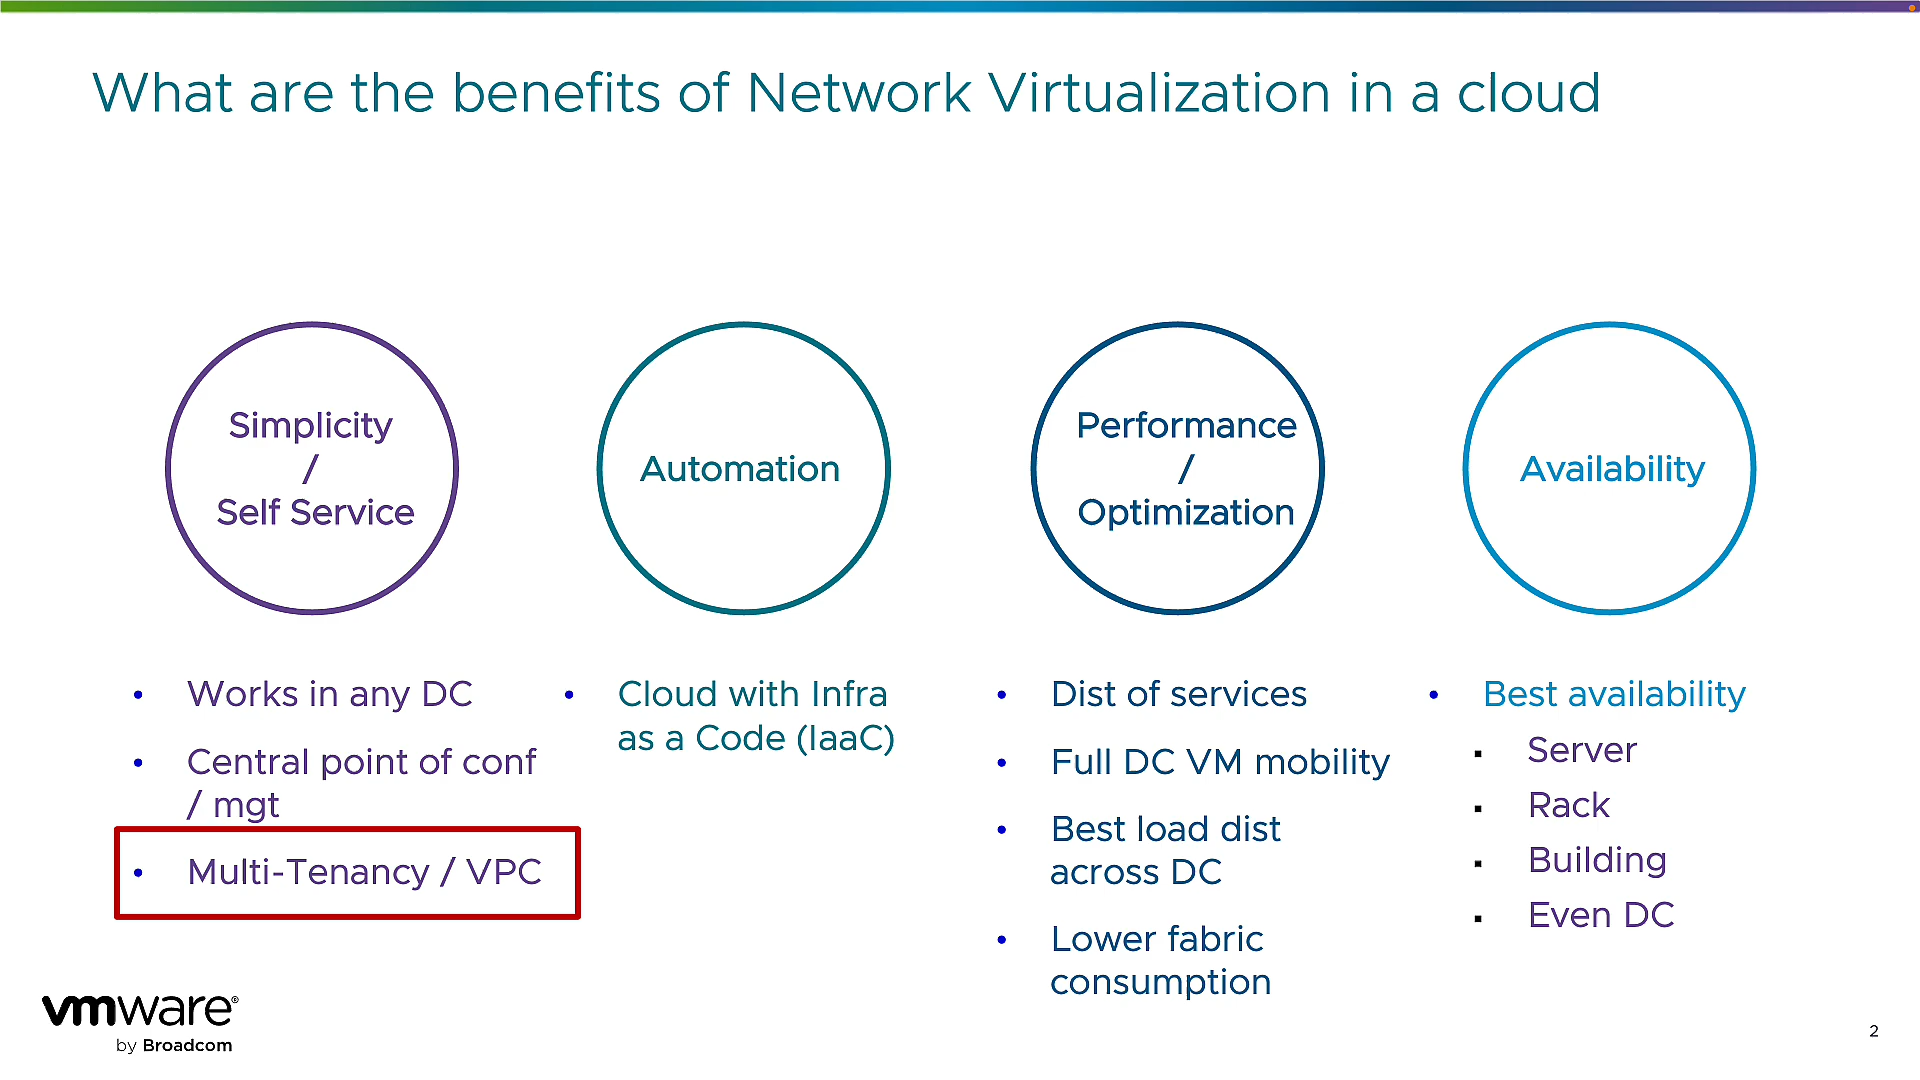 What are the benefits of Network Virtualization in a cloud
Simplicity
/
Self Service
• Works in any DC
• Central point of conf
/ mgt
• Multi-Tenancy / VPC
Automation
• Cloud with Infra
as a Code (IaaC)
Performance
/
Optimization
• Dist of services
• Full DC VM mobility
• Best load dist
across DC
• Lower fabric
consumption
Availability
• Best availability
▪ Server
▪ Rack
▪ Building
▪ Even DC
vmware®
by Broadcom
2